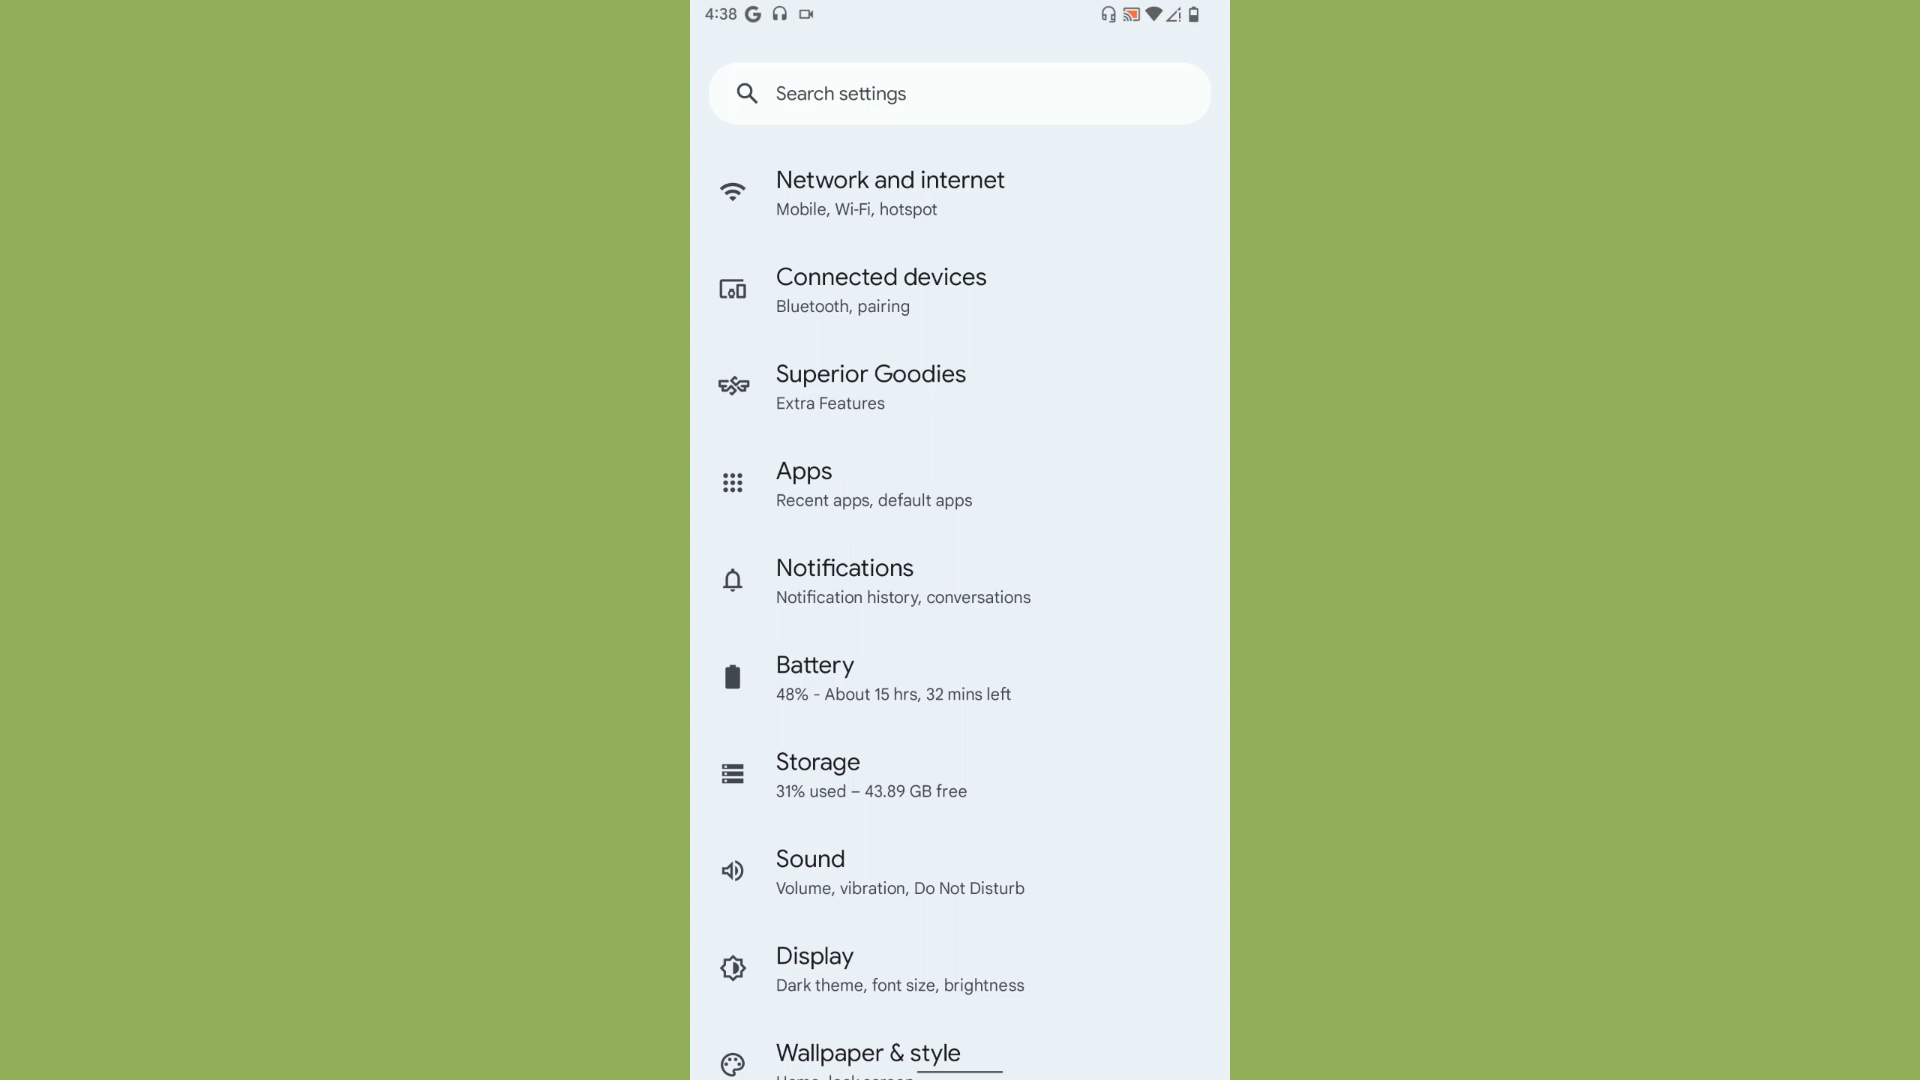 4:38
Search settings
Network and internet
Mobile, Wi-Fi, hotspot
Connected devices
Bluetooth, pairing
Superior Goodies
Extra Features
Apps
Recent apps, default apps
Notifications
Notification history, conversations
Battery
48% - About 15 hrs, 32 mins left
Storage
31% used – 43.89 GB free
Sound
Volume, vibration, Do Not Disturb
Display
Dark theme, font size, brightness
Wallpaper & style